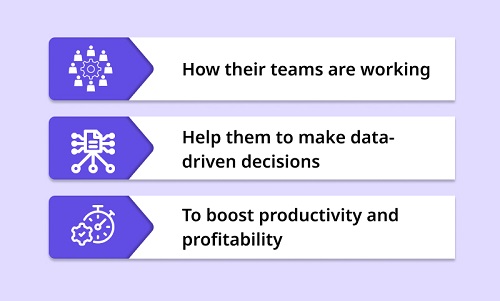 How their teams are working
Help them to make data-
driven decisions
To boost productivity and
profitability